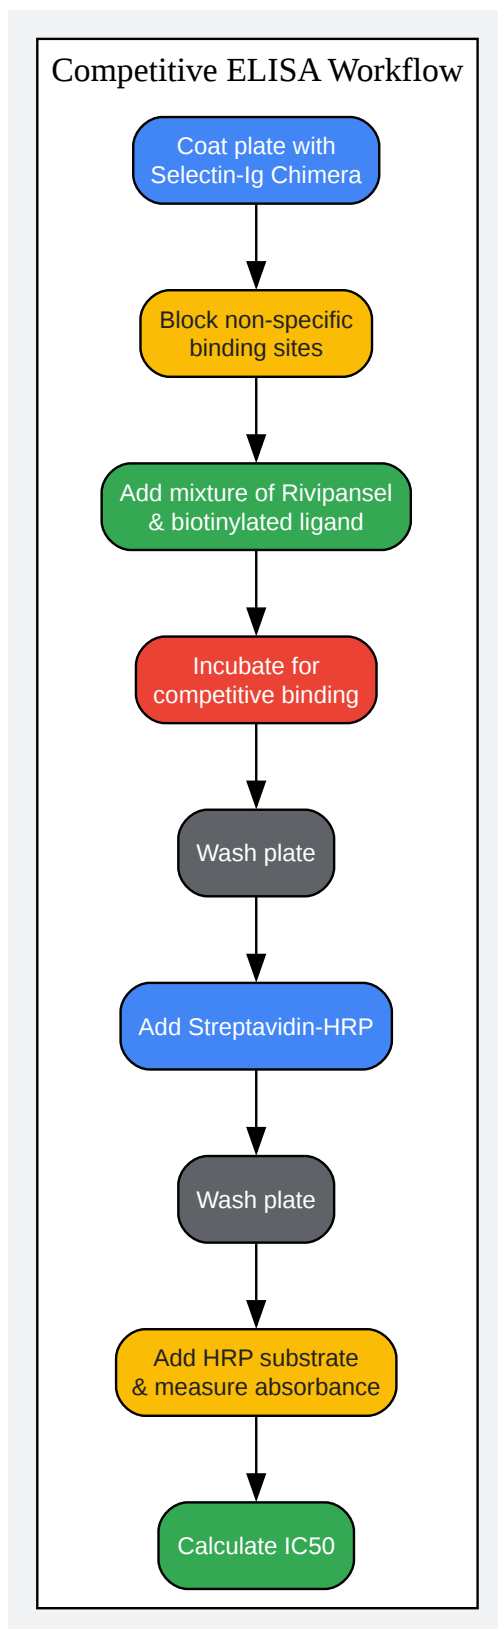 Competitive ELISA Workflow
Coat plate with
Selectin-Ig Chimera
Block non-specific
binding sites
Add mixture of Rivipansel
& biotinylated ligand
Incubate for
competitive binding
Wash plate
Add Streptavidin-HRP
Wash plate
Add HRP substrate
& measure absorbance
Calculate IC50